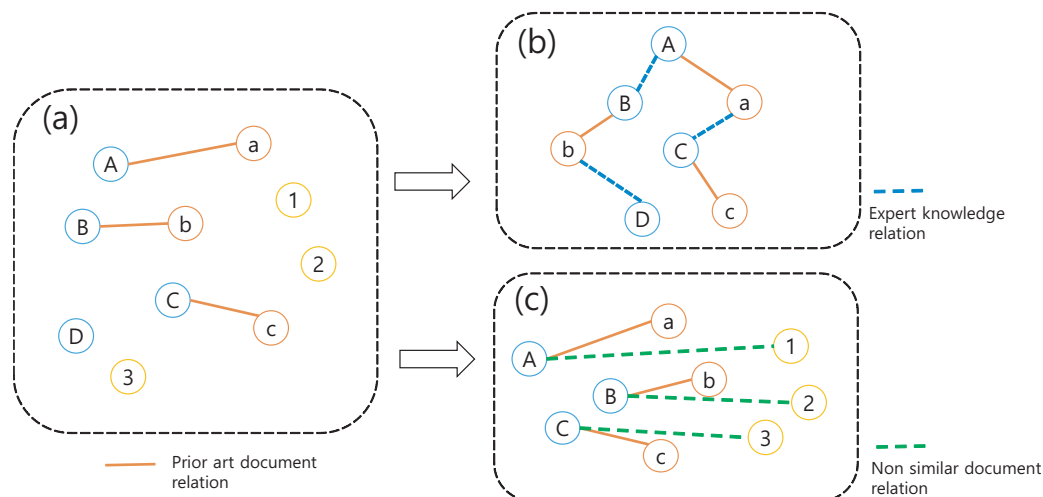 (a)
A
a
1
B
b
2
C
c
D
3
Prior art document
relation
(b)
A
B
a
b
C
D
c
Expert knowledge
relation
(c)
a
A
1
b
B
2
C
3
c
Non similar document
relation